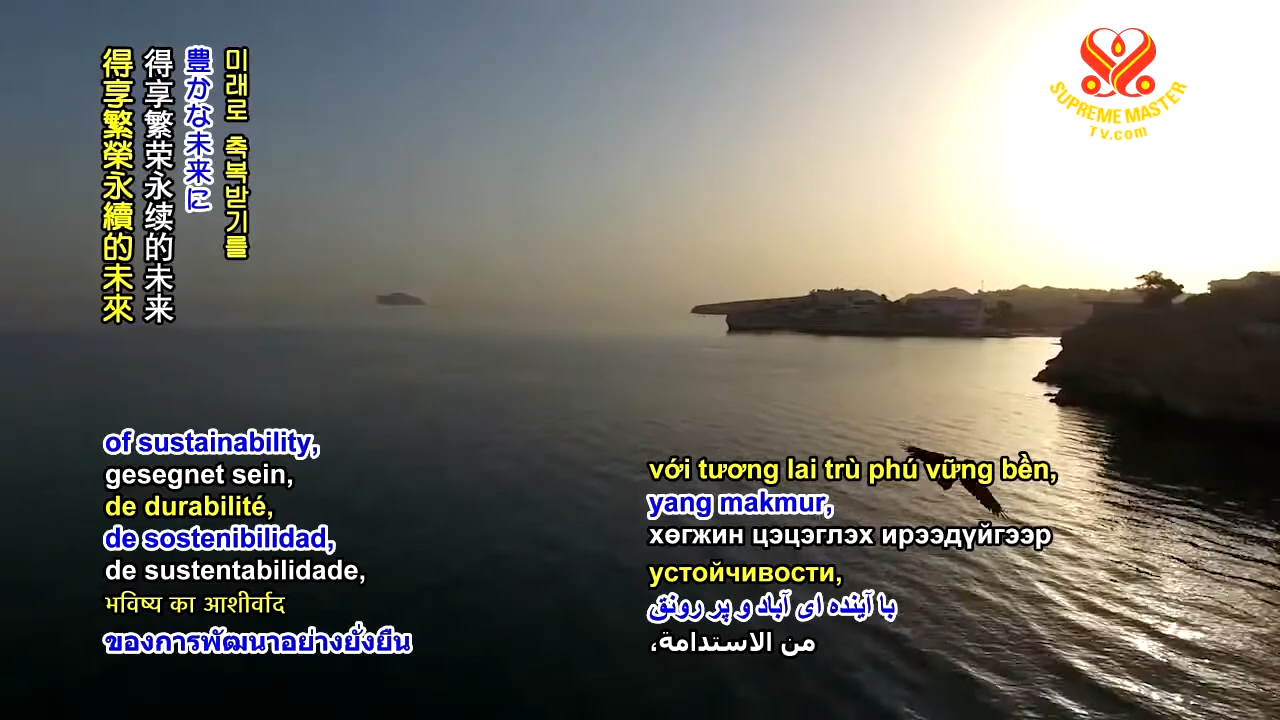 得享繁榮永續的未來
得享繁荣永续的未来
豊かな未来に
미래로 축복받기를
SUPREME MASTER
TV.com
of sustainability,
gesegnet sein,
de durabilité,
de sostenibilidad,
de sustentabilidade,
भविष्य का आशीर्वाद
ของการพัฒนาอย่างยั่งยืน
với tương lai trù phú vững bền,
yang makmur,
хөгжин цэцэглэх ирээдүйгээр
устойчивости,
با آینده ای آباد و پر رونق
من الاستدامة،